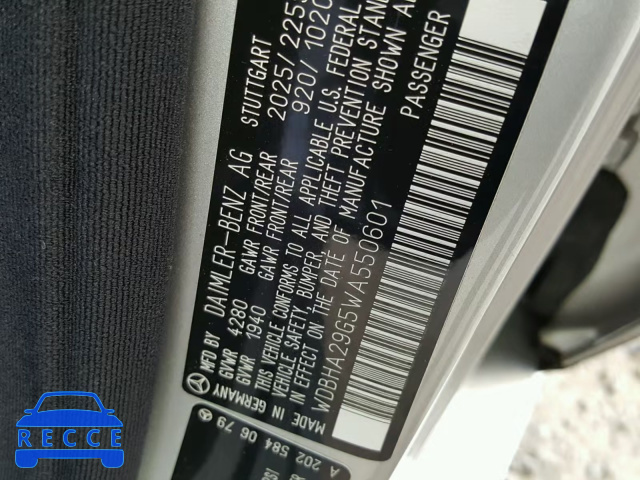 MFD BY DAIMLER-BENZ AG STUTTGART
GVWR 4280 GAWR FRONT/REAR 2025/ 225
GVWR 1940 GAWR FRONT/REAR 920/ 1020
THIS VEHICLE CONFORMS TO ALL APPLICABLE U.S. FEDERAL
VEHICLE SAFETY, BUMPER, AND THEFT PREVENTION STAN
IN EFFECT ON THE DATE OF MANUFACTURE SHOWN A
WDBHA29G5WA550601 PASSENGER
MADE IN GERMANY
A 202 584 06 79
RECCE